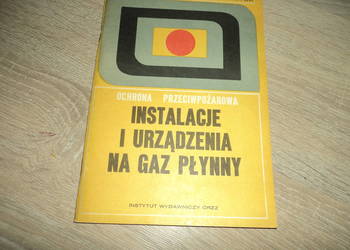 OCHRONA PRZECIWPOŻAROWA
INSTALACJE
I URZĄDZENIA
NA GAZ PŁYNNY
INSTYTUT WYDAWNICZY CRZZ